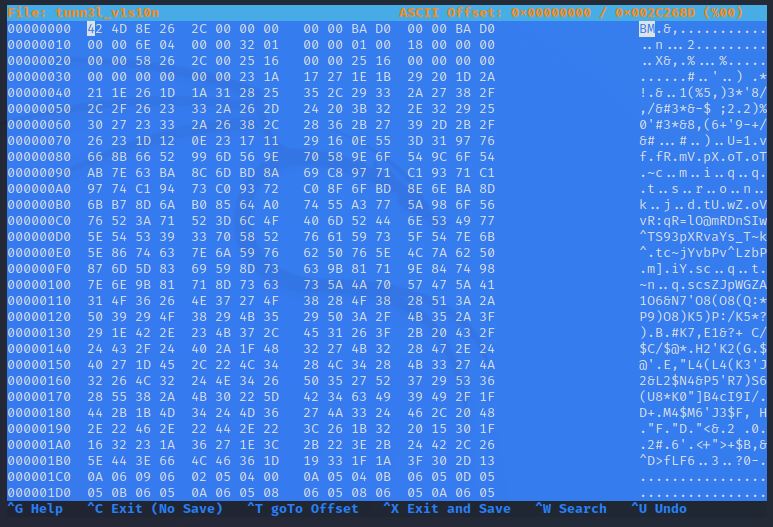 File: tunn3l_v1s10n ASCII Offset: 0x00000000 / 0x002C268D (%00)
00000000 42 4D 8E 26 2C 00 00 00 00 00 BA D0 00 00 BA D0 BM.&,...........
00000010 00 00 6E 04 00 00 32 01 00 00 01 00 18 00 00 00 ..n...2.........
00000020 00 00 58 26 2C 00 25 16 00 00 25 16 00 00 00 00 ..X&,.%...%.....
00000030 00 00 00 00 00 00 23 1A 17 27 1E 1B 29 20 1D 2A ......#..'..) .*
00000040 21 1E 26 1D 1A 31 28 25 35 2C 29 33 2A 27 38 2F !.&..1(%5,)3*'8/
00000050 2C 2F 26 23 33 2A 26 2D 24 20 3B 32 2E 32 29 25 ,/&#3*&-$ ;2.2)%
00000060 30 27 23 33 2A 26 38 2C 28 36 2B 27 39 2D 2B 2F 0'#3*&8,(6+'9-+/
00000070 26 23 1D 12 0E 23 17 11 29 16 0E 55 3D 31 97 76 &#...#..)..U=1.v
00000080 66 8B 66 52 99 6D 56 9E 70 58 9E 6F 54 9C 6F 54 f.fR.mV.pX.oT.oT
00000090 AB 7E 63 BA 8C 6D BD 8A 69 C8 97 71 C1 93 71 C1 .~c..m..i..q..q.
000000A0 97 74 C1 94 73 C0 93 72 C0 8F 6F BD 8E 6E BA 8D .t..s..r..o..n..
000000B0 6B B7 8D 6A B0 85 64 A0 74 55 A3 77 5A 98 6F 56 k..j..d.tU.wZ.oV
000000C0 76 52 3A 71 52 3D 6C 4F 40 6D 52 44 6E 53 49 77 vR:qR=lO@mRDnSIw
000000D0 5E 54 53 39 33 70 58 52 76 61 59 73 5F 54 7E 6B ^TS93pXRvaYs_T~k
000000E0 5E 86 74 63 7E 6A 59 76 62 50 76 5E 4C 7A 62 50 ^.tc~jYvbPv^LzbP
000000F0 87 6D 5D 83 69 59 8D 73 63 9B 81 71 9E 84 74 98 .m].iY.sc..q..t.
00000100 7E 6E 9B 81 71 8D 73 63 73 5A 4A 70 57 47 5A 41 ~n..q.scsZJpWGZA
00000110 31 4F 36 26 4E 37 27 4F 38 28 4F 38 28 51 3A 2A 1O6&N7'O8(O8(Q:*
00000120 50 39 29 4F 38 29 4B 35 29 50 3A 2F 4B 35 2A 3F P9)O8)K5)P:/K5*?
00000130 29 1E 42 2E 23 4B 37 2C 45 31 26 3F 2B 20 43 2F ).B.#K7,E1&?+ C/
00000140 24 43 2F 24 40 2A 1F 48 32 27 4B 32 28 47 2E 24 $C/$@*.H2'K2(G.$
00000150 40 27 1D 45 2C 22 4C 34 28 4C 34 28 4B 33 27 4A @'.E,"L4(L4(K3'J
00000160 32 26 4C 32 24 4E 34 26 50 35 27 52 37 29 53 36 2&L2$N4&P5'R7)S6
00000170 28 55 38 2A 4B 30 22 5D 42 34 63 49 39 49 2F 1F (U8*K0"]B4cI9I/.
00000180 44 2B 1B 4D 34 24 4D 36 27 4A 33 24 46 2C 20 48 D+.M4$M6'J3$F, H
00000190 2E 22 46 2E 22 44 2E 22 3C 26 1B 32 20 15 30 1F ."F."D."<&.2 .0.
000001A0 16 32 23 1A 36 27 1E 3C 2B 22 3E 2B 24 42 2C 26 .2#.6'.<+">+$B,&
000001B0 5E 44 3E 66 4C 46 36 1D 19 33 1F 1A 3F 30 2D 13 ^D>fLF6..3..?0-.
000001C0 0A 06 09 06 02 05 04 00 0A 05 04 0B 06 05 0D 05 ................
000001D0 05 0B 06 05 0A 06 05 08 06 05 08 06 05 0A 06 05 ................
^G Help ^C Exit (No Save) ^T goTo Offset ^X Exit and Save ^W Search ^U Undo